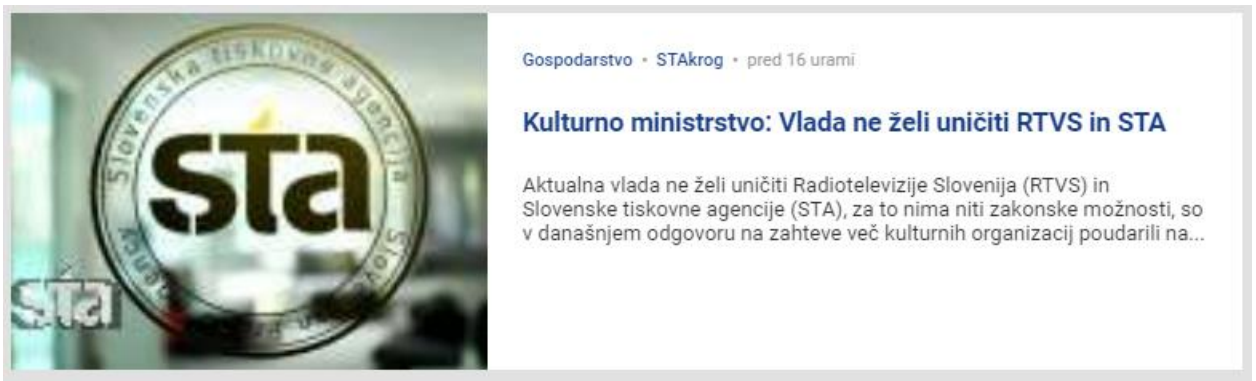 Slovenska tiskovna agencija
sta
sta
Gospodarstvo • STAkrog • pred 16 urami
Kulturno ministrstvo: Vlada ne želi uničiti RTVS in STA
Aktualna vlada ne želi uničiti Radiotelevizije Slovenija (RTVS) in
Slovenske tiskovne agencije (STA), za to nima niti zakonske možnosti, so
v današnjem odgovoru na zahteve več kulturnih organizacij poudarili na...